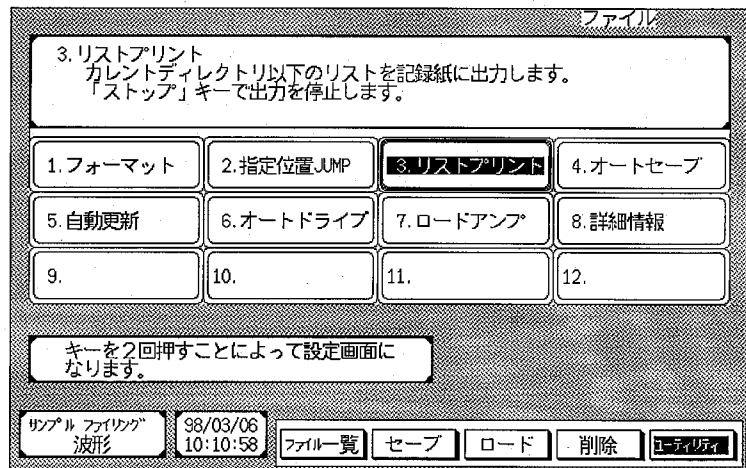 ファイル
3.リストプリント
カレントディレクトリ以下のリストを記録紙に出力します。
「ストップ」キーで出力を停止します。
1.フォーマット
2.指定位置JUMP
3.リストプリント
4.オートセーブ
5.自動更新
6.オートドライブ
7.ロードアンプ
8.詳細情報
9.
10.
11.
12.
キーを2回押すことによって設定画面に
なります。
サンプル ファイリング
波形
98/03/06
10:10:58
ファイル一覧
セーブ
ロード
削除
ユーティリティ